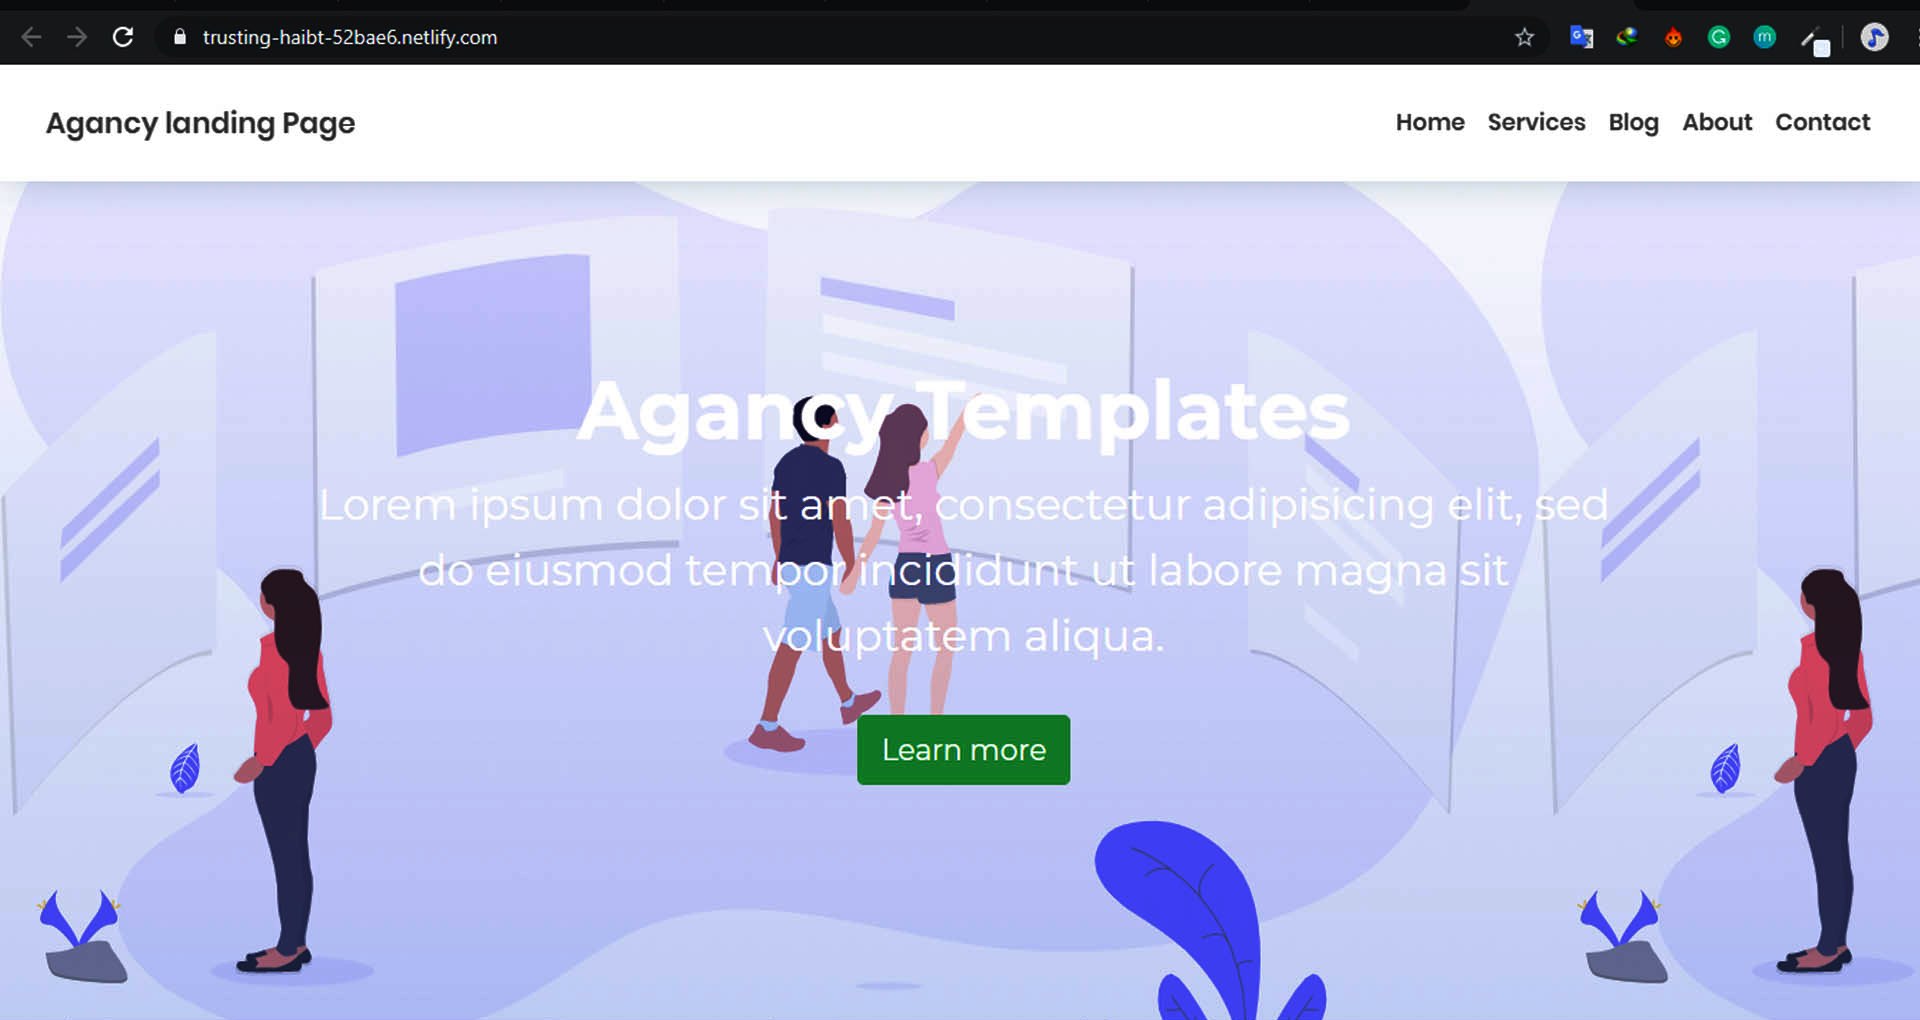 trusting-haibt-52bae6.netlify.com
Agancy landing Page
Home Services Blog About Contact
Agancy Templates
Lorem ipsum dolor sit amet, consectetur adipisicing elit, sed
do eiusmod tempor incididunt ut labore magna sit
voluptatem aliqua.
Learn more